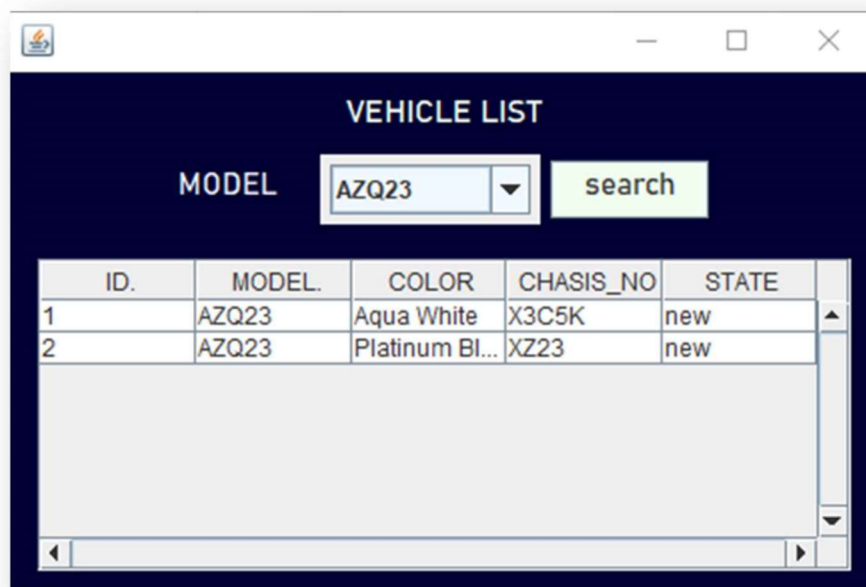 VEHICLE LIST
MODEL AZQ23 search
ID. MODEL. COLOR CHASIS_NO STATE
1 AZQ23 Aqua White X3C5K new
2 AZQ23 Platinum Bl... XZ23 new